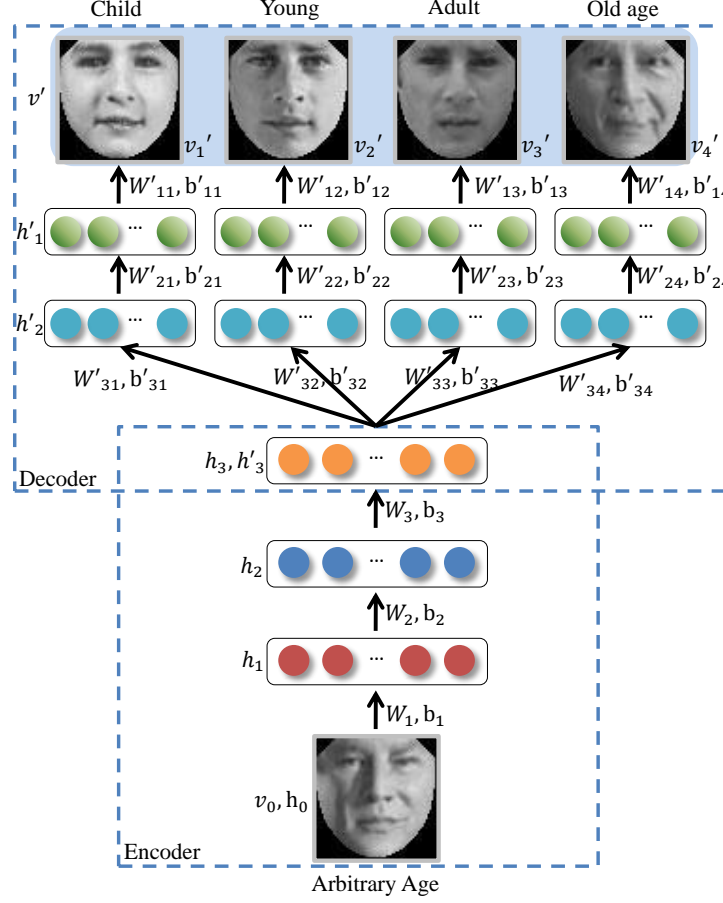 Child Young Adult Old age
v′ v₁′ v₂′ v₃′ v₄′
W′₁₁, b′₁₁ W′₁₂, b′₁₂ W′₁₃, b′₁₃ W′₁₄, b′₁₄
h′₁ ... ... ... ...
W′₂₁, b′₂₁ W′₂₂, b′₂₂ W′₂₃, b′₂₃ W′₂₄, b′₂₄
h′₂ ... ... ... ...
W′₃₁, b′₃₁ W′₃₂, b′₃₂ W′₃₃, b′₃₃ W′₃₄, b′₃₄
h₃, h′₃ ...
Decoder
W₃, b₃
h₂ ...
W₂, b₂
h₁ ...
W₁, b₁
v₀, h₀
Encoder
Arbitrary Age